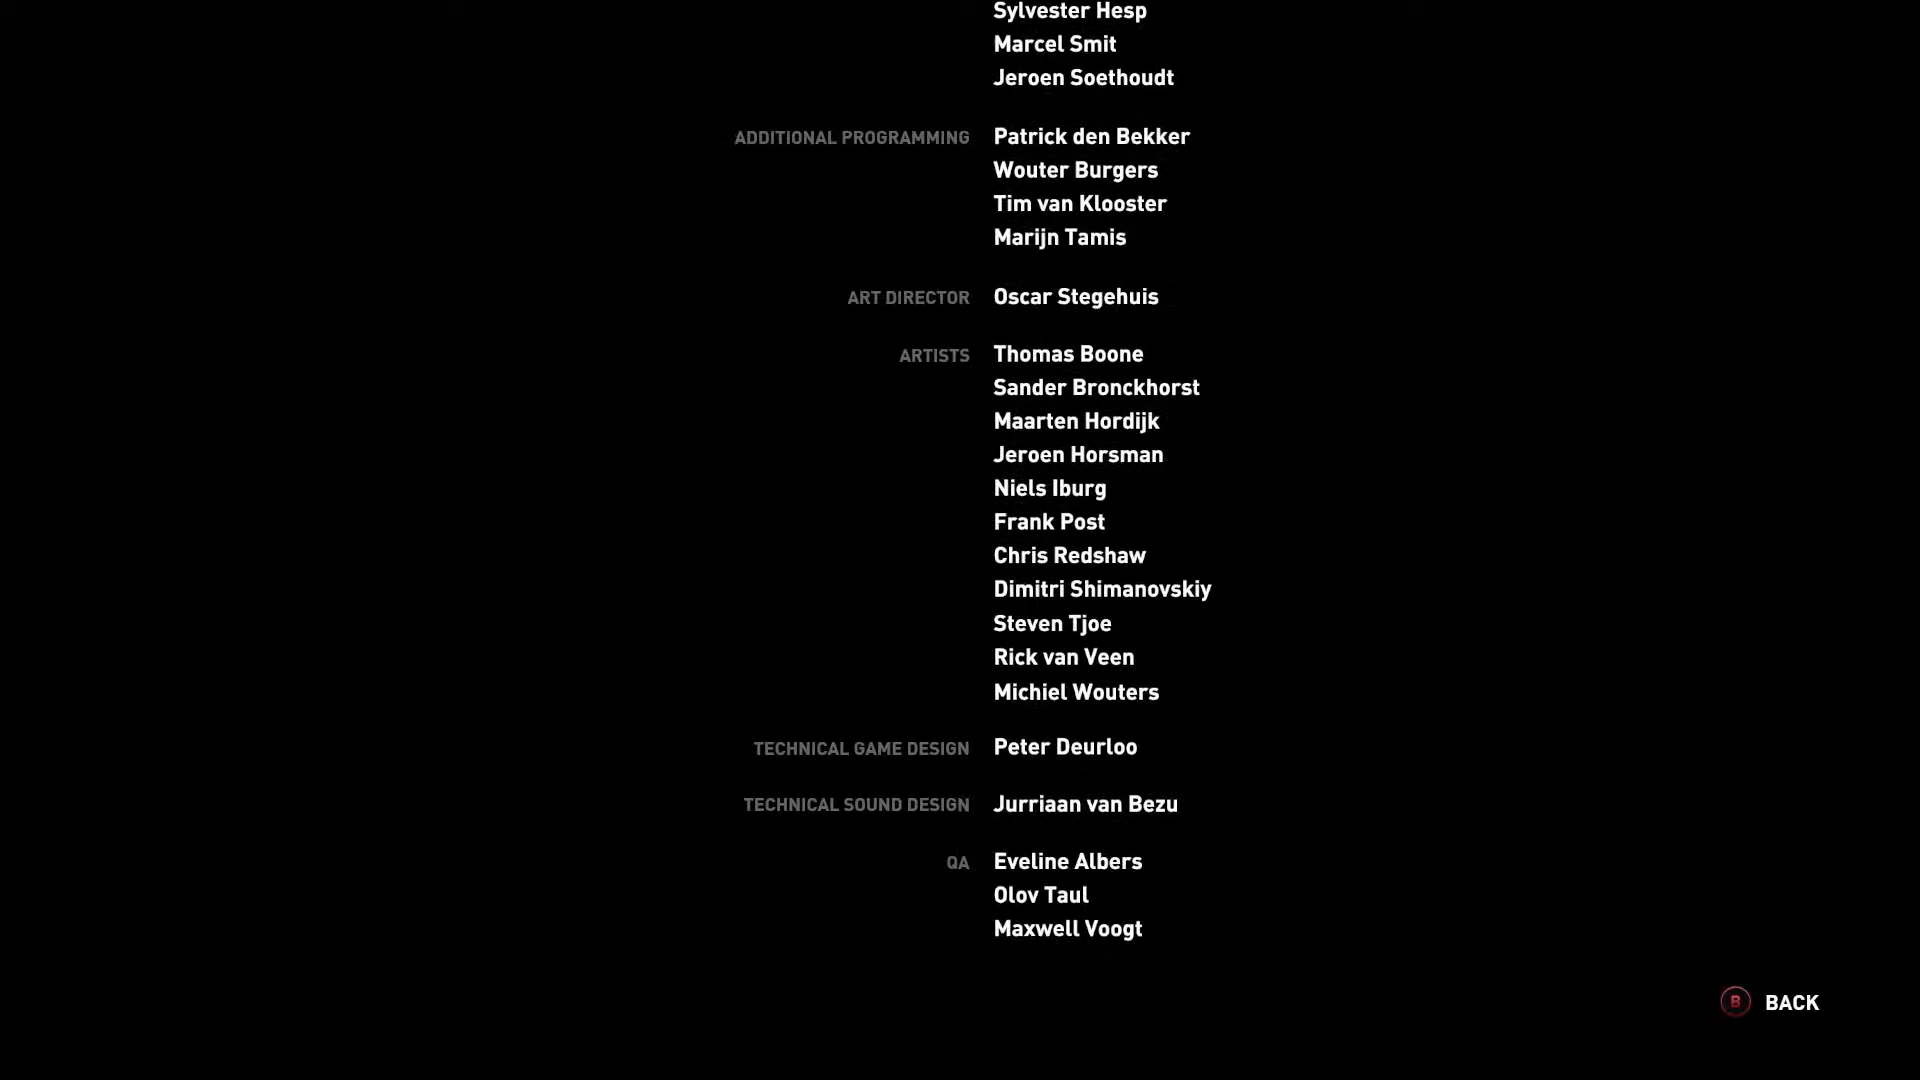 Sylvester Hesp
Marcel Smit
Jeroen Soethoudt
ADDITIONAL PROGRAMMING Patrick den Bekker
Wouter Burgers
Tim van Klooster
Marijn Tamis
ART DIRECTOR Oscar Stegehuis
ARTISTS Thomas Boone
Sander Bronckhorst
Maarten Hordijk
Jeroen Horsman
Niels Iburg
Frank Post
Chris Redshaw
Dimitri Shimanovskiy
Steven Tjoe
Rick van Veen
Michiel Wouters
TECHNICAL GAME DESIGN Peter Deurloo
TECHNICAL SOUND DESIGN Jurriaan van Bezu
QA Eveline Albers
Olov Taul
Maxwell Voogt
B BACK